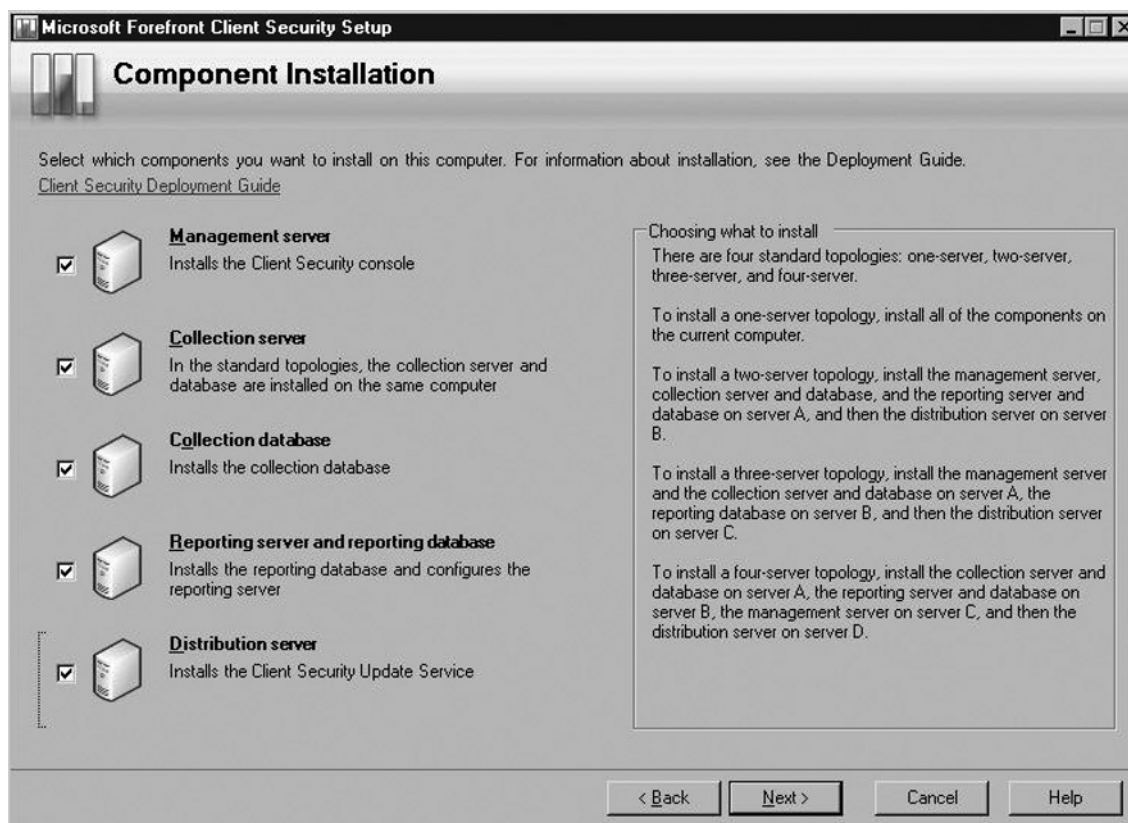 Microsoft Forefront Client Security Setup
Component Installation
Select which components you want to install on this computer. For information about installation, see the Deployment Guide.
Client Security Deployment Guide
Management server
Installs the Client Security console
Collection server
In the standard topologies, the collection server and
database are installed on the same computer
Collection database
Installs the collection database
Reporting server and reporting database
Installs the reporting database and configures the
reporting server
Distribution server
Installs the Client Security Update Service
Choosing what to install
There are four standard topologies: one-server, two-server,
three-server, and four-server.
To install a one-server topology, install all of the components on
the current computer.
To install a two-server topology, install the management server,
collection server and database, and the reporting server and
database on server A, and then the distribution server on server
B.
To install a three-server topology, install the management server
and the collection server and database on server A, the
reporting database on server B, and then the distribution server
on server C.
To install a four-server topology, install the collection server and
database on server A, the reporting server and database on
server B, the management server on server C, and then the
distribution server on server D.
< Back
Next >
Cancel
Help